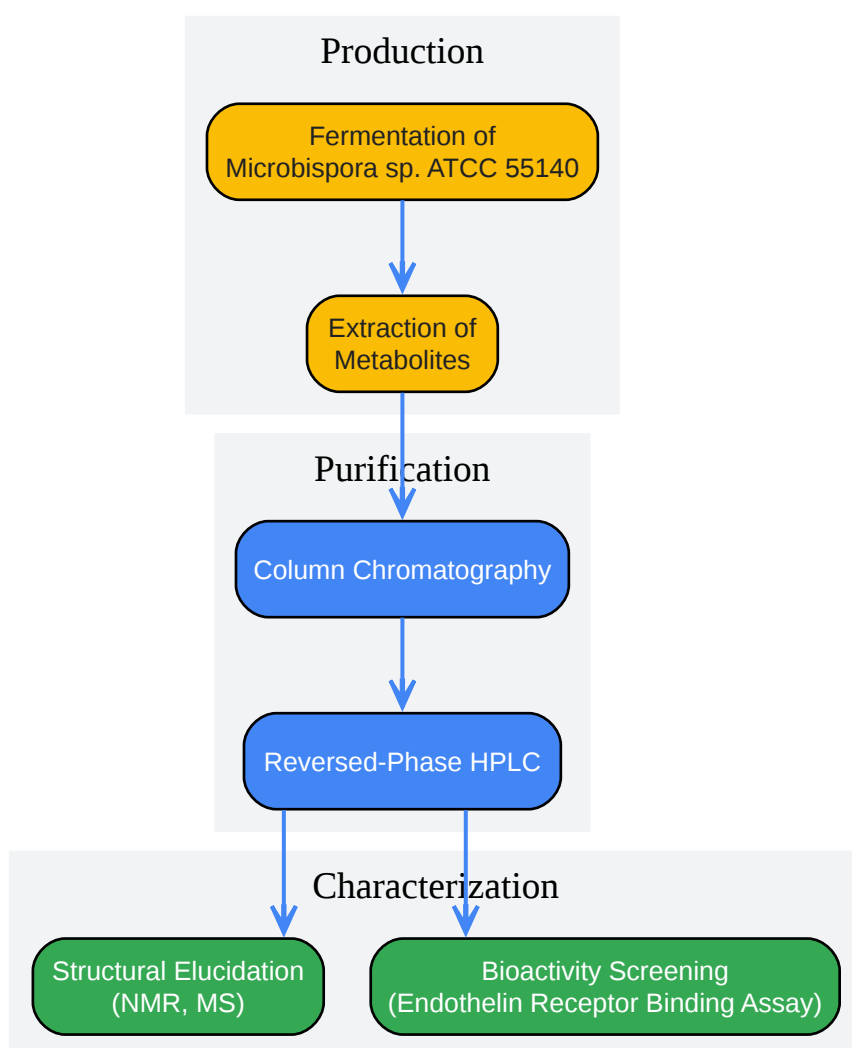 Production
Fermentation of
Microbispora sp. ATCC 55140
Extraction of
Metabolites
Purification
Column Chromatography
Reversed-Phase HPLC
Characterization
Structural Elucidation
(NMR, MS)
Bioactivity Screening
(Endothelin Receptor Binding Assay)